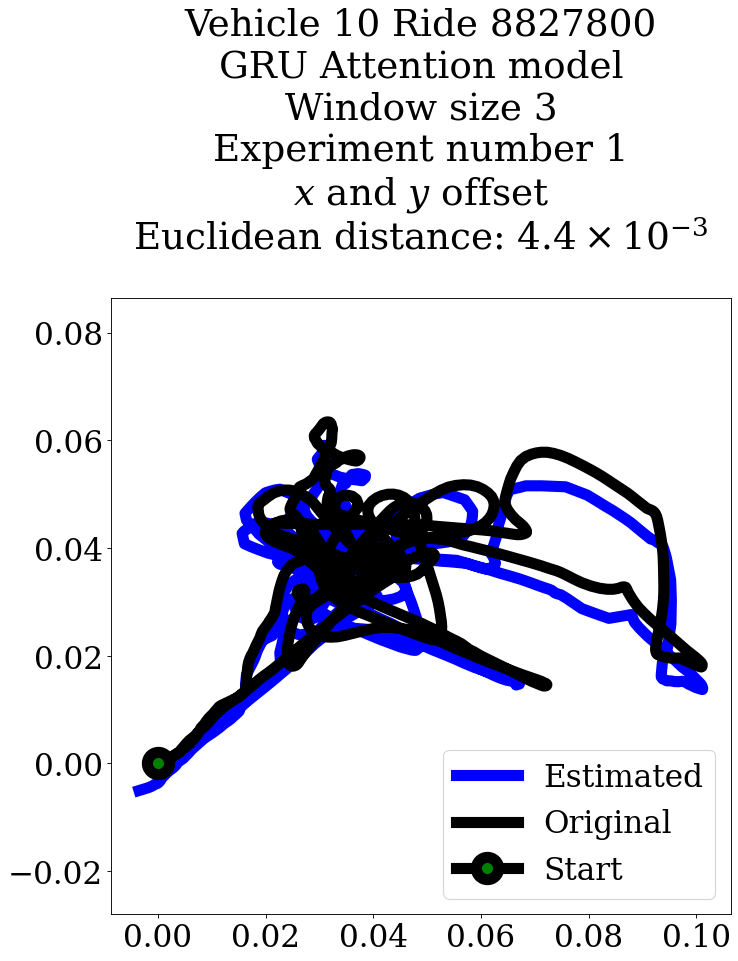 Vehicle 10 Ride 8827800
GRU Attention model
Window size 3
Experiment number 1
x and y offset
Euclidean distance: 4.4 × 10⁻³
0.08
0.06
0.04
0.02
0.00
−0.02
Estimated
Original
Start
0.00 0.02 0.04 0.06 0.08 0.10